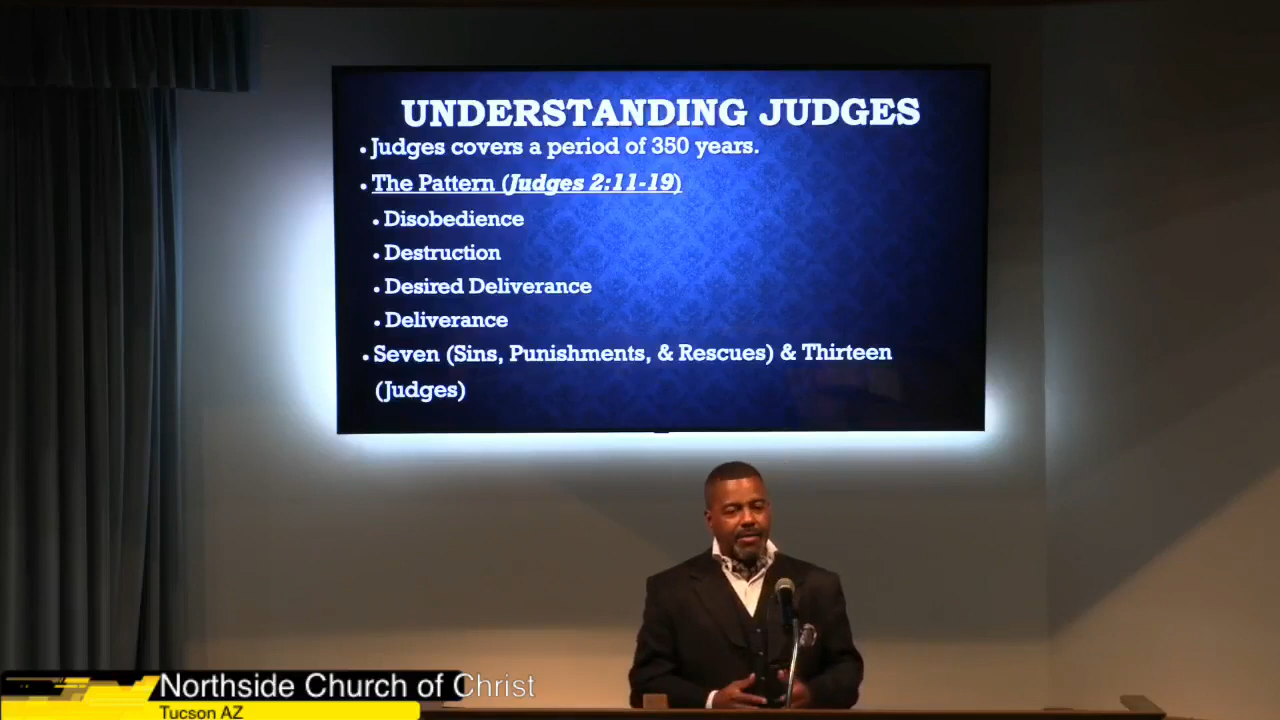 UNDERSTANDING JUDGES
• Judges covers a period of 350 years.
• The Pattern (Judges 2:11-19)
• Disobedience
• Destruction
• Desired Deliverance
• Deliverance
• Seven (Sins, Punishments, & Rescues) & Thirteen
(Judges)
Northside Church of Christ
Tucson AZ